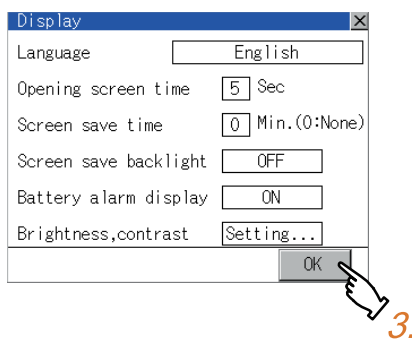 Display
Language English
Opening screen time 5 Sec
Screen save time 0 Min.(0:None)
Screen save backlight OFF
Battery alarm display ON
Brightness,contrast Setting...
OK
3.